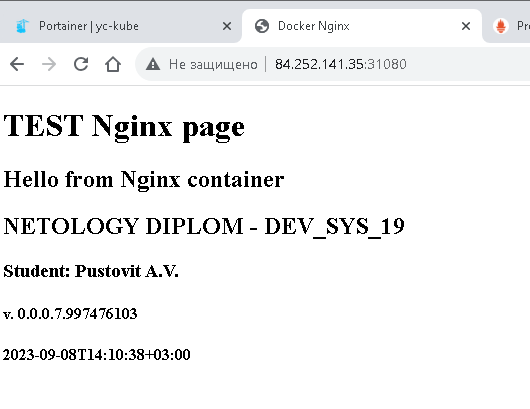 Portainer | yc-kube
Docker Nginx
Pr
Не защищено
84.252.141.35:31080
TEST Nginx page
Hello from Nginx container
NETOLOGY DIPLOM - DEV_SYS_19
Student: Pustovit A.V.
v. 0.0.0.7.997476103
2023-09-08T14:10:38+03:00